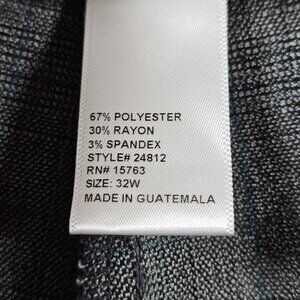 67% POLYESTER
30% RAYON
3% SPANDEX
STYLE# 24812
RN# 15763
SIZE: 32W
MADE IN GUATEMALA